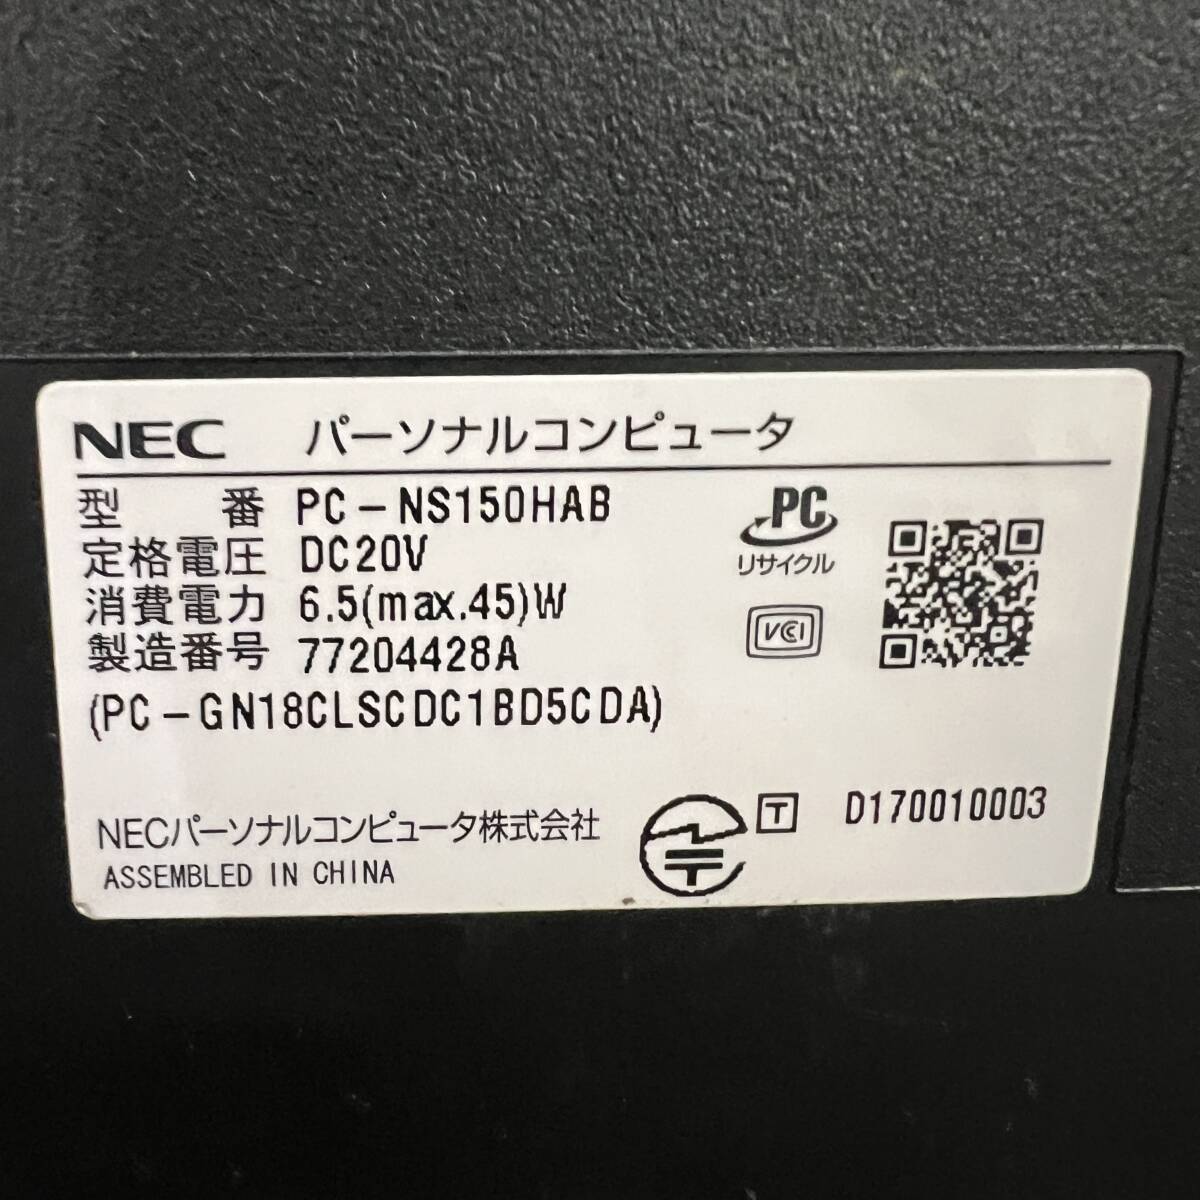 NEC パーソナルコンピュータ
型 番 PC-NS150HAB
定格電圧 DC20V
消費電力 6.5(max.45)W
製造番号 77204428A
(PC-GN18CLSCDC1BD5CDA)
PC
リサイクル
VCCI
NECパーソナルコンピュータ株式会社
ASSEMBLED IN CHINA
T D170010003